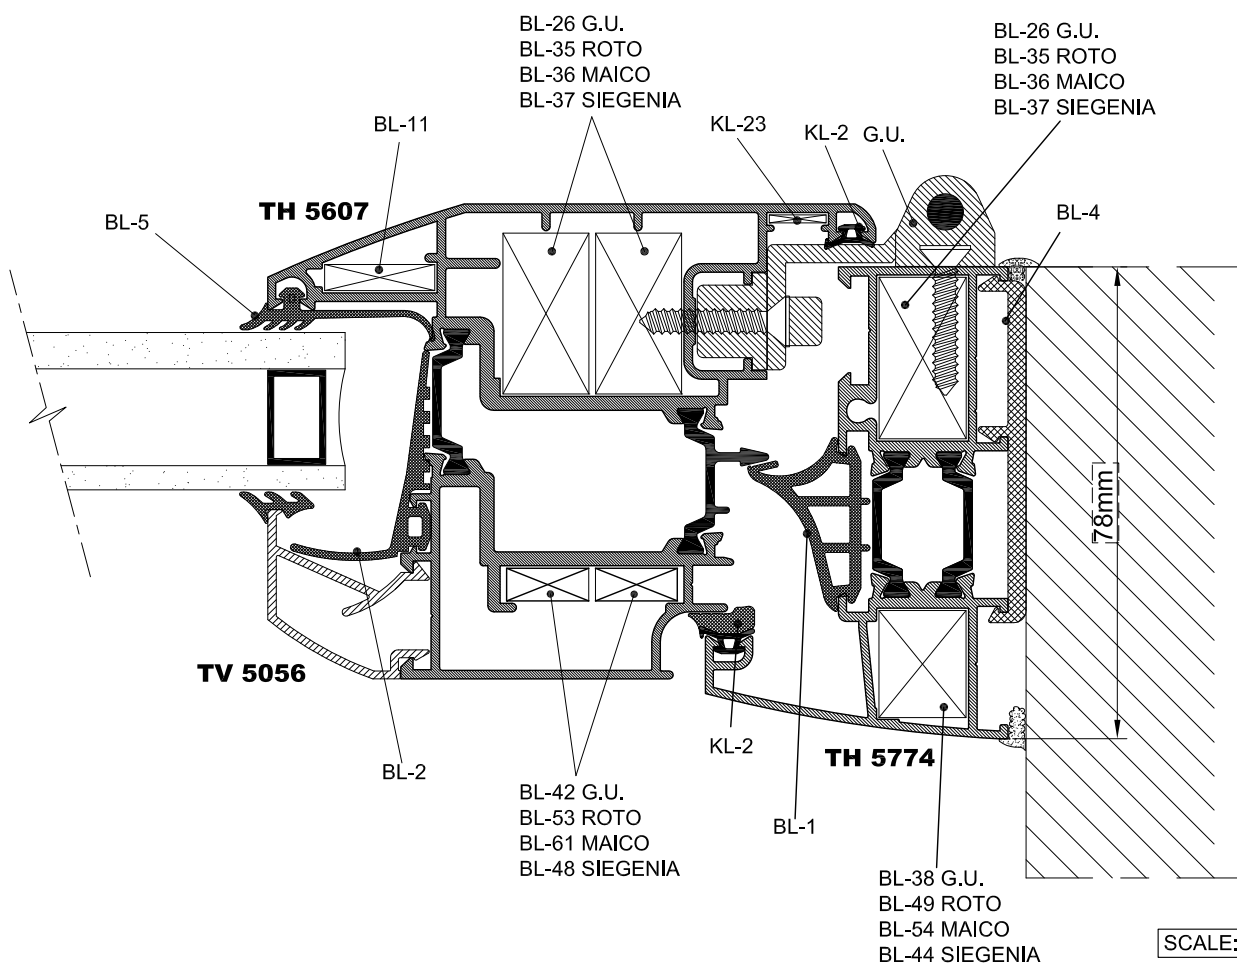 BL-26 G.U.
BL-35 ROTO
BL-36 MAICO
BL-37 SIEGENIA
BL-26 G.U.
BL-35 ROTO
BL-36 MAICO
BL-37 SIEGENIA
BL-11
KL-23
KL-2
G.U.
BL-5
TH 5607
BL-4
78mm
TV 5056
BL-2
KL-2
TH 5774
BL-1
BL-42 G.U.
BL-53 ROTO
BL-61 MAICO
BL-48 SIEGENIA
BL-38 G.U.
BL-49 ROTO
BL-54 MAICO
BL-44 SIEGENIA
SCALE: